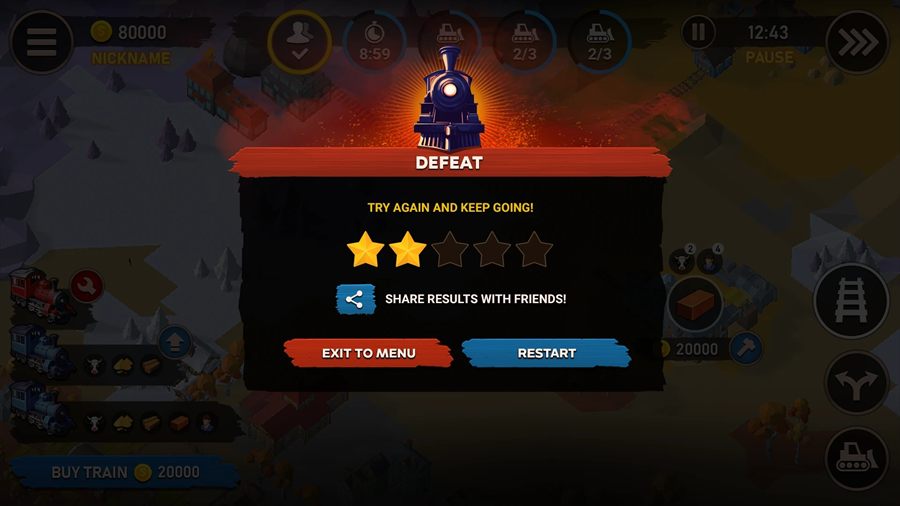 80000
NICKNAME
8:59
2/3
2/3
12:43
PAUSE
DEFEAT
TRY AGAIN AND KEEP GOING!
SHARE RESULTS WITH FRIENDS!
EXIT TO MENU
RESTART
2
4
20000
BUY TRAIN 20000